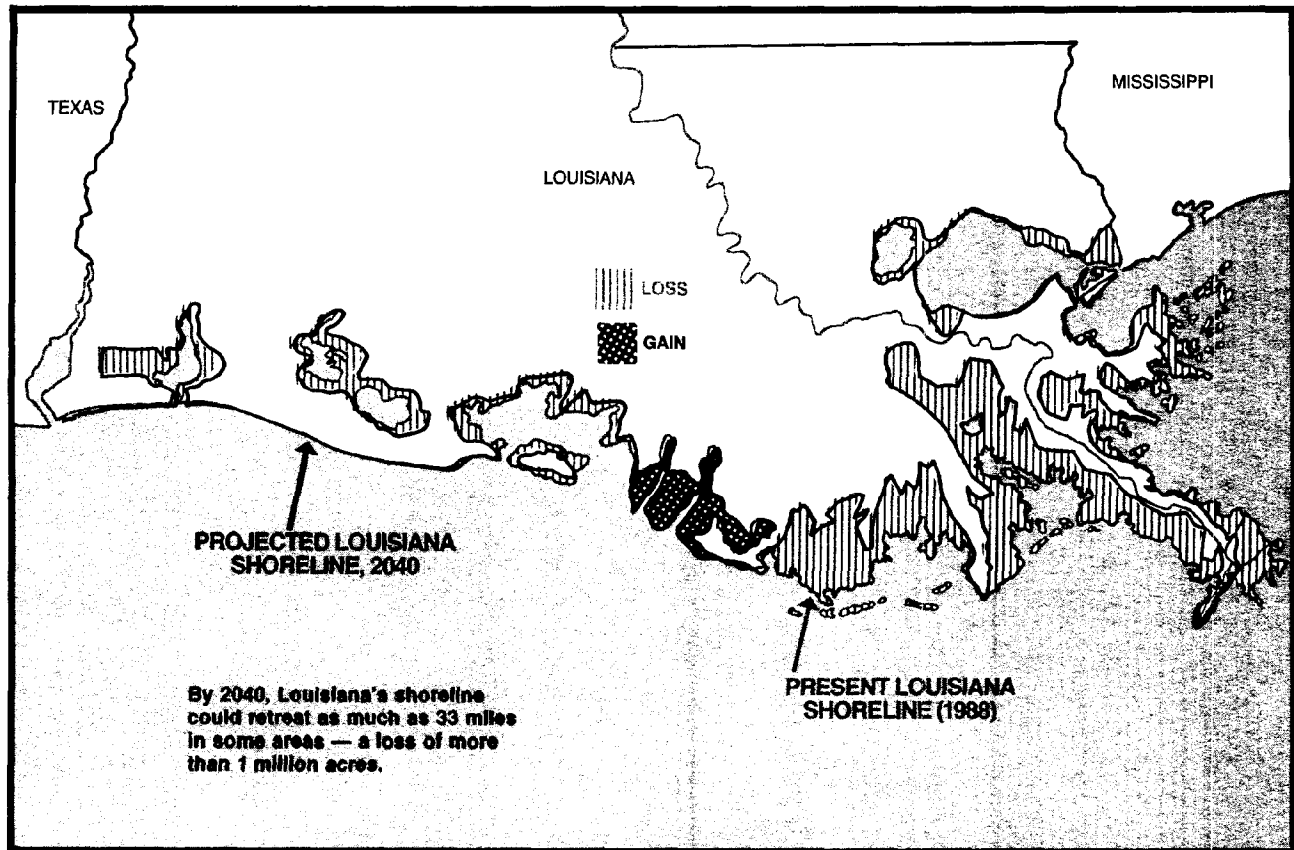 TEXAS
MISSISSIPPI
LOUISIANA
LOSS
GAIN
PROJECTED LOUISIANA
SHORELINE, 2040
PRESENT LOUISIANA
SHORELINE (1988)
By 2040, Louisiana's shoreline
could retreat as much as 33 miles
in some areas — a loss of more
than 1 million acres.